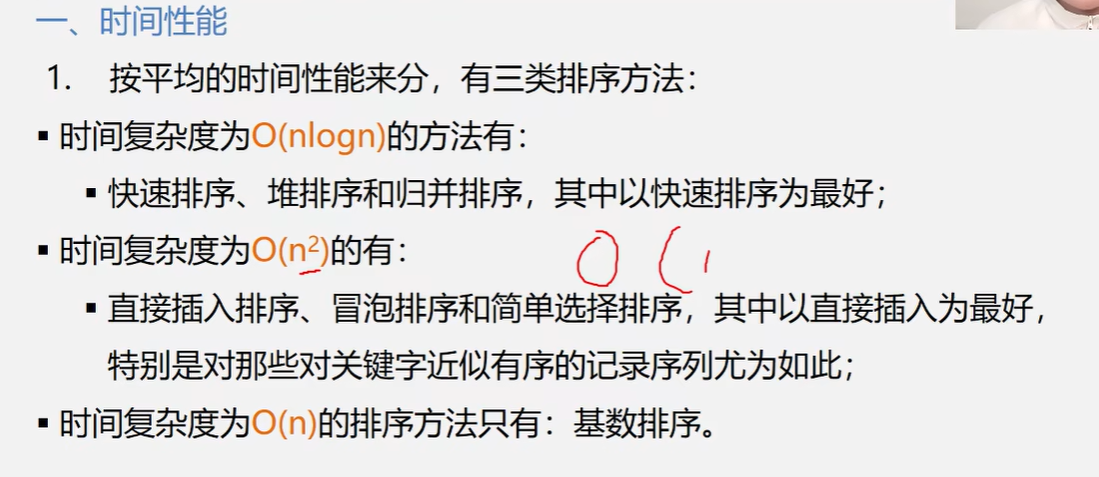 一、时间性能
1. 按平均的时间性能来分，有三类排序方法：
▪ 时间复杂度为O(nlogn)的方法有：
▪ 快速排序、堆排序和归并排序，其中以快速排序为最好；
▪ 时间复杂度为O(n²)的有：
O (
▪ 直接插入排序、冒泡排序和简单选择排序，其中以直接插入为最好，
特别是对那些对关键字近似有序的记录序列尤为如此；
▪ 时间复杂度为O(n)的排序方法只有：基数排序。